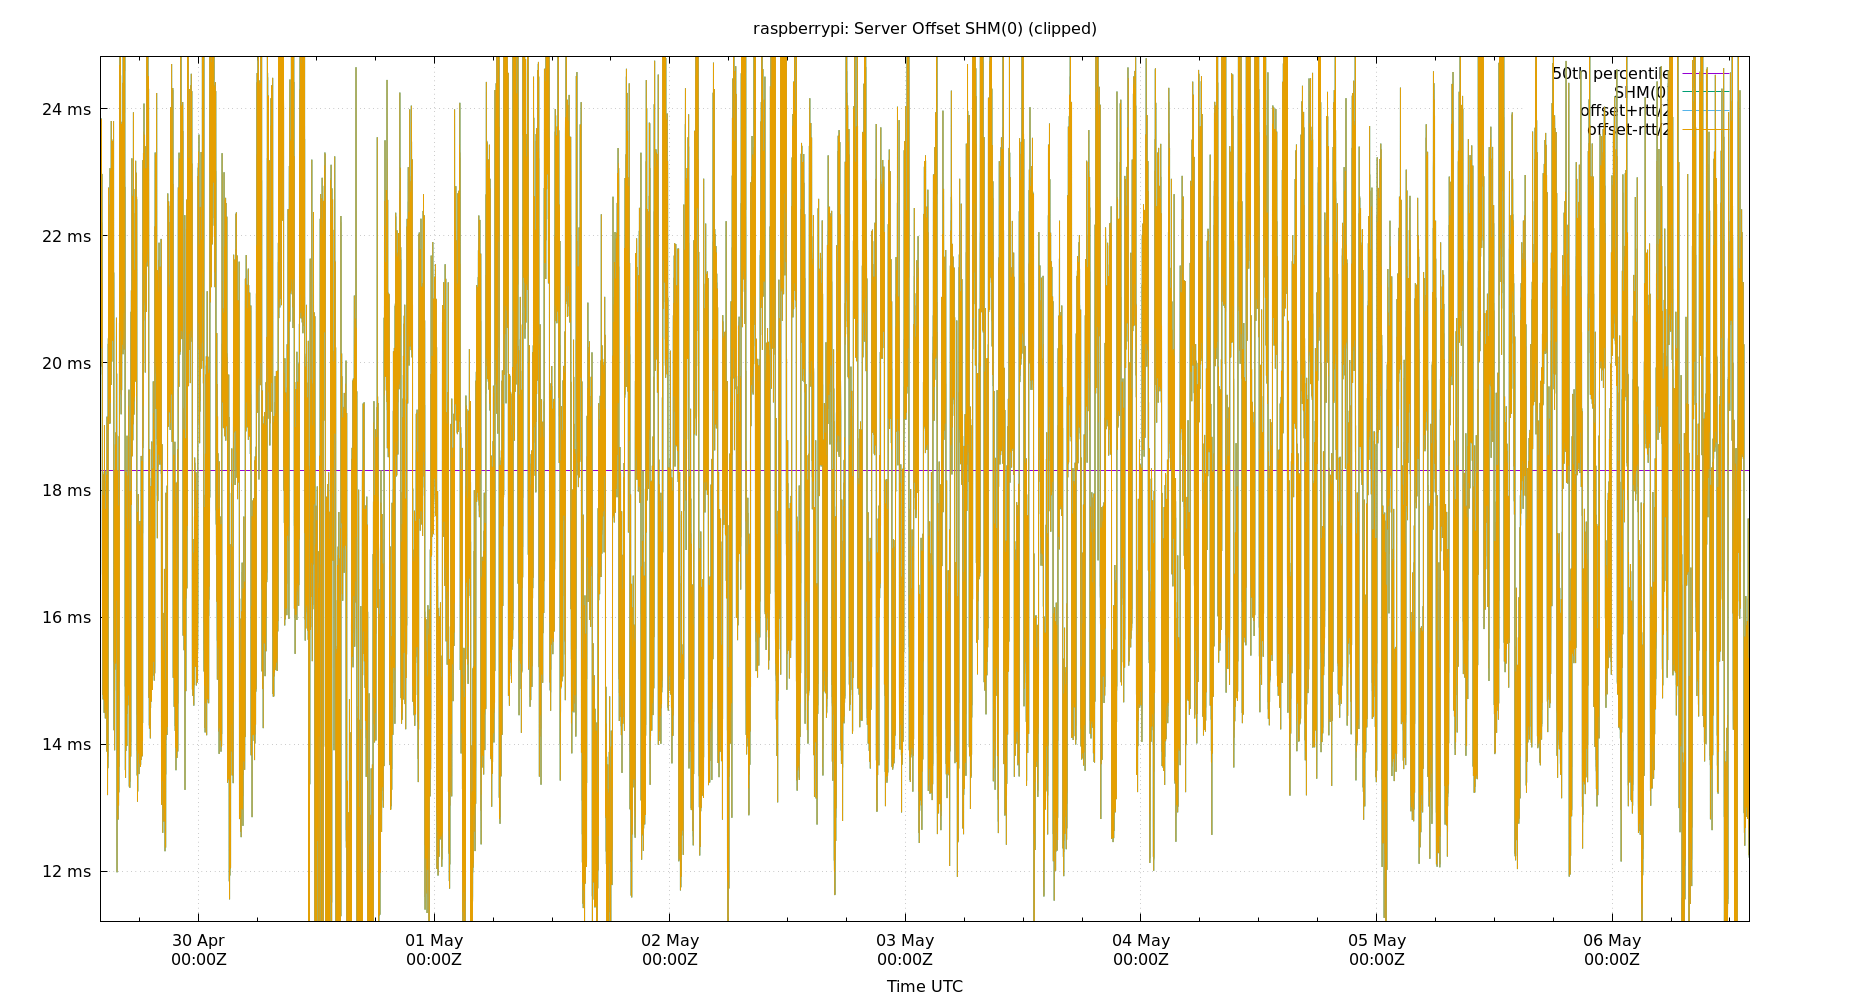 raspberrypi: Server Offset SHM(0) (clipped)
50th percentile
SHM(0)
offset+rtt/2
offset-rtt/2
24 ms
22 ms
20 ms
18 ms
16 ms
14 ms
12 ms
30 Apr 01 May 02 May 03 May 04 May 05 May 06 May
00:00Z 00:00Z 00:00Z 00:00Z 00:00Z 00:00Z 00:00Z
Time UTC